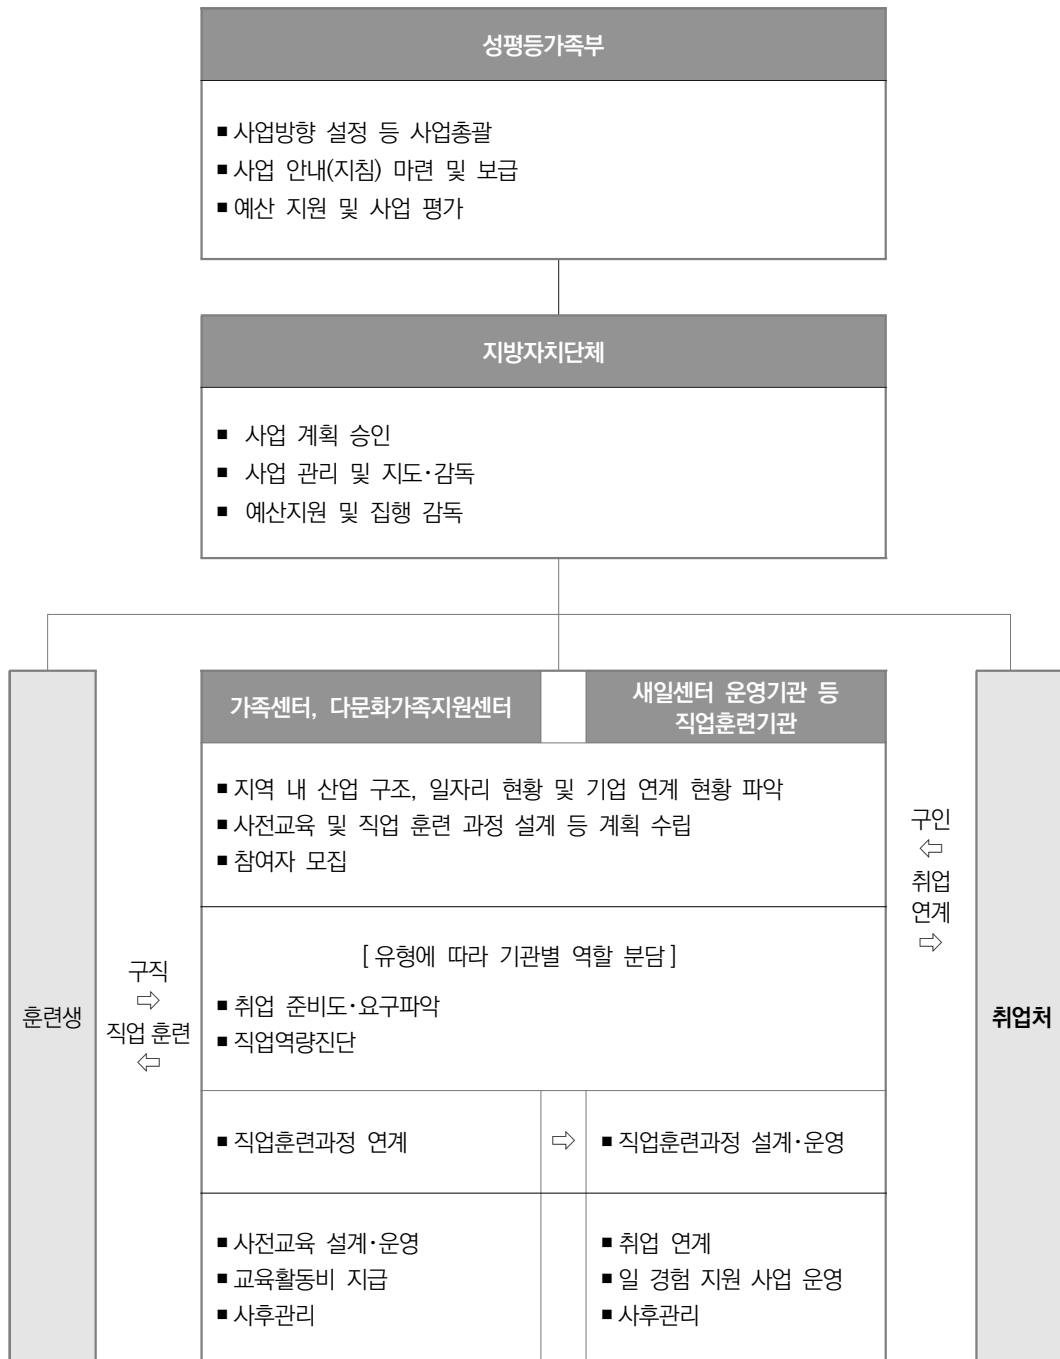 성평등가족부
■ 사업방향 설정 등 사업총괄
■ 사업 안내(지침) 마련 및 보급
■ 예산 지원 및 사업 평가
지방자치단체
■ 사업 계획 승인
■ 사업 관리 및 지도·감독
■ 예산지원 및 집행 감독
훈련생
구직
⇨
직업 훈련
⇦
가족센터, 다문화가족지원센터
새일센터 운영기관 등
직업훈련기관
■ 지역 내 산업 구조, 일자리 현황 및 기업 연계 현황 파악
■ 사전교육 및 직업 훈련 과정 설계 등 계획 수립
■ 참여자 모집
[ 유형에 따라 기관별 역할 분담 ]
■ 취업 준비도·요구파악
■ 직업역량진단
■ 직업훈련과정 연계
⇨
■ 직업훈련과정 설계·운영
■ 사전교육 설계·운영
■ 교육활동비 지급
■ 사후관리
■ 취업 연계
■ 일 경험 지원 사업 운영
■ 사후관리
구인
⇦
취업
연계
⇨
취업처